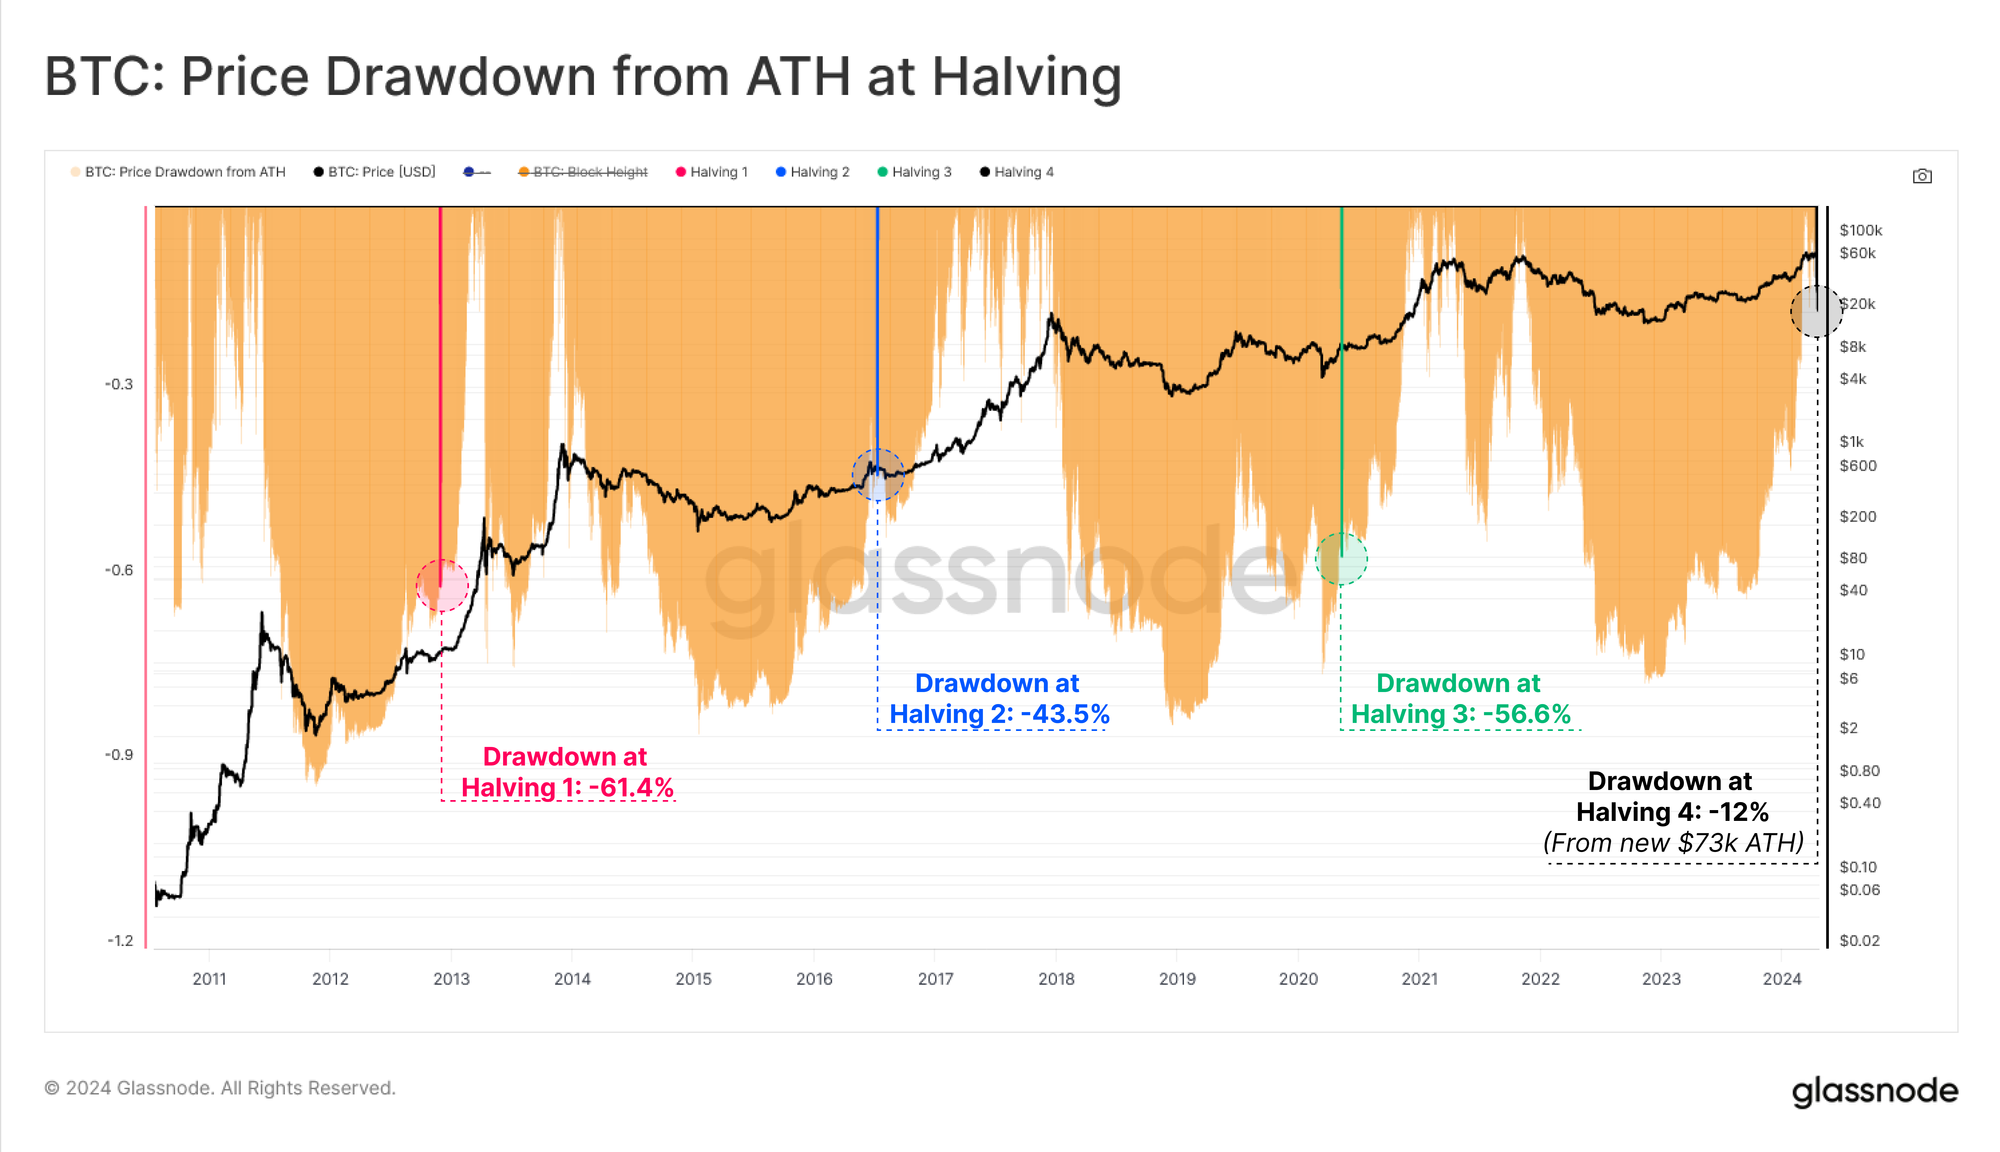 BTC: Price Drawdown from ATH at Halving
BTC: Price Drawdown from ATH
BTC: Price [USD]
--
BTC: Block Height
Halving 1
Halving 2
Halving 3
Halving 4
-0.3
-0.6
-0.9
-1.2
$100k
$60k
$20k
$8k
$4k
$1k
$600
$200
$80
$40
$10
$6
$2
$0.80
$0.40
$0.10
$0.06
$0.02
glassnode
Drawdown at
Halving 1: -61.4%
Drawdown at
Halving 2: -43.5%
Drawdown at
Halving 3: -56.6%
Drawdown at
Halving 4: -12%
(From new $73k ATH)
2011
2012
2013
2014
2015
2016
2017
2018
2019
2020
2021
2022
2023
2024
© 2024 Glassnode. All Rights Reserved.
glassnode